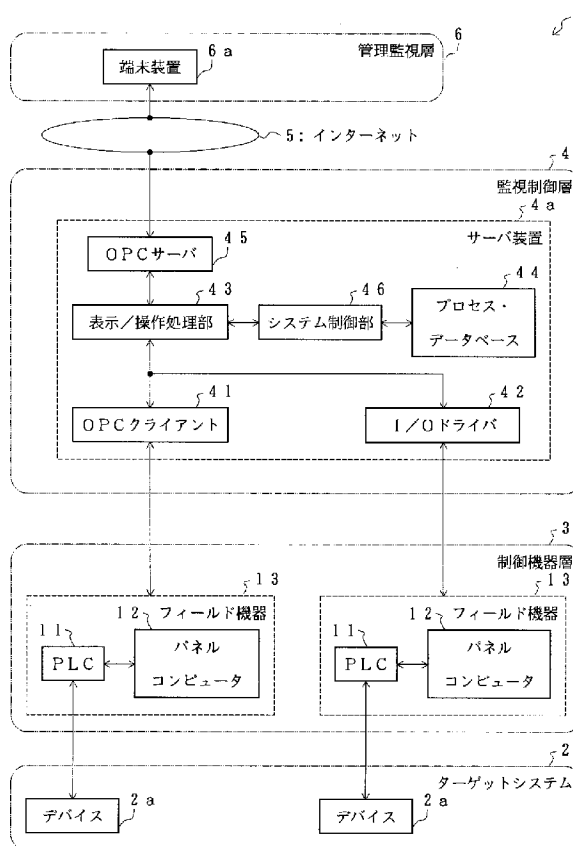 6
管理監視層
6a
端末装置
5:インターネット
4
監視制御層
4a
サーバ装置
45
OPCサーバ
43
46
44
表示/操作処理部
システム制御部
プロセス・
データベース
41
42
OPCクライアント
I/Oドライバ
3
制御機器層
13
13
フィールド機器
フィールド機器
11
12
11
12
PLC
パネル
コンピュータ
PLC
パネル
コンピュータ
2
ターゲットシステム
2a
デバイス
2a
デバイス